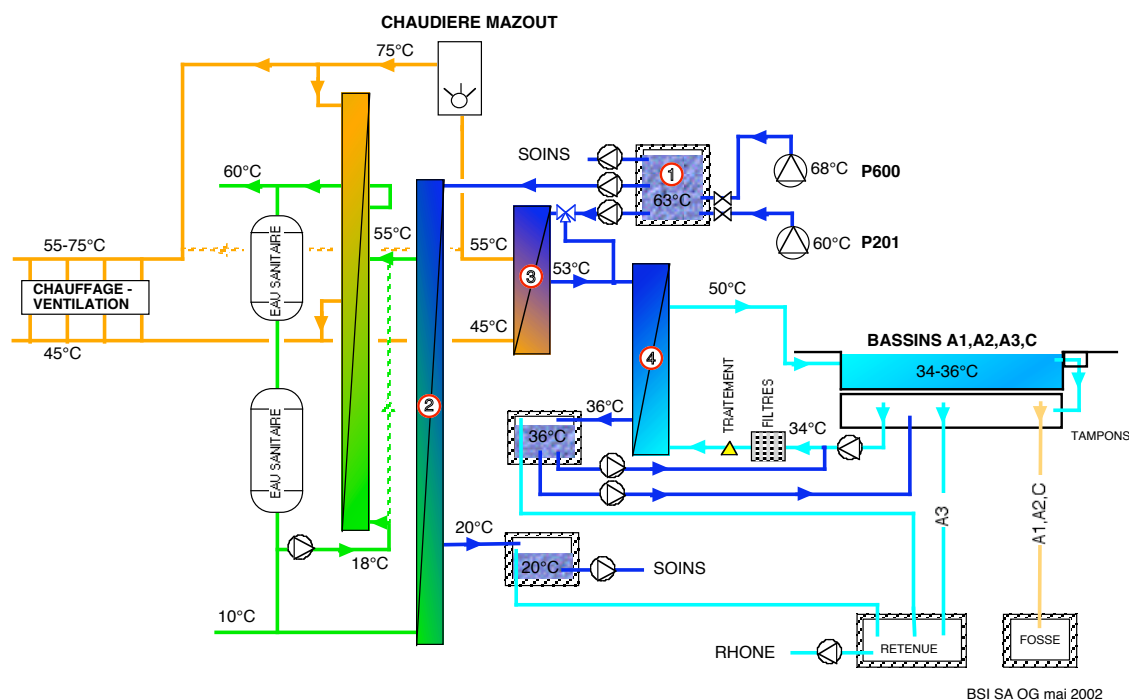 CHAUDIERE MAZOUT
75°C
SOINS
1
63°C
68°C P600
60°C P201
60°C
EAU SANITAIRE
55-75°C
CHAUFFAGE -
VENTILATION
45°C
55°C
55°C
3
53°C
45°C
50°C
4
BASSINS A1,A2,A3,C
34-36°C
TAMPONS
2
EAU SANITAIRE
36°C
36°C
TRAITEMENT
FILTRES
34°C
A3
A1,A2,C
18°C
20°C
20°C
SOINS
10°C
RHONE
RETENUE
FOSSE
BSI SA OG mai 2002